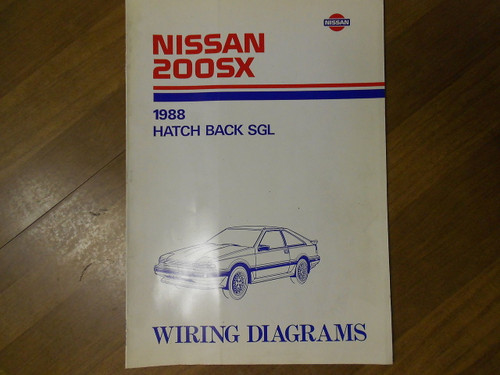 NISSAN
NISSAN
200SX
1988
HATCH BACK SGL
WIRING DIAGRAMS